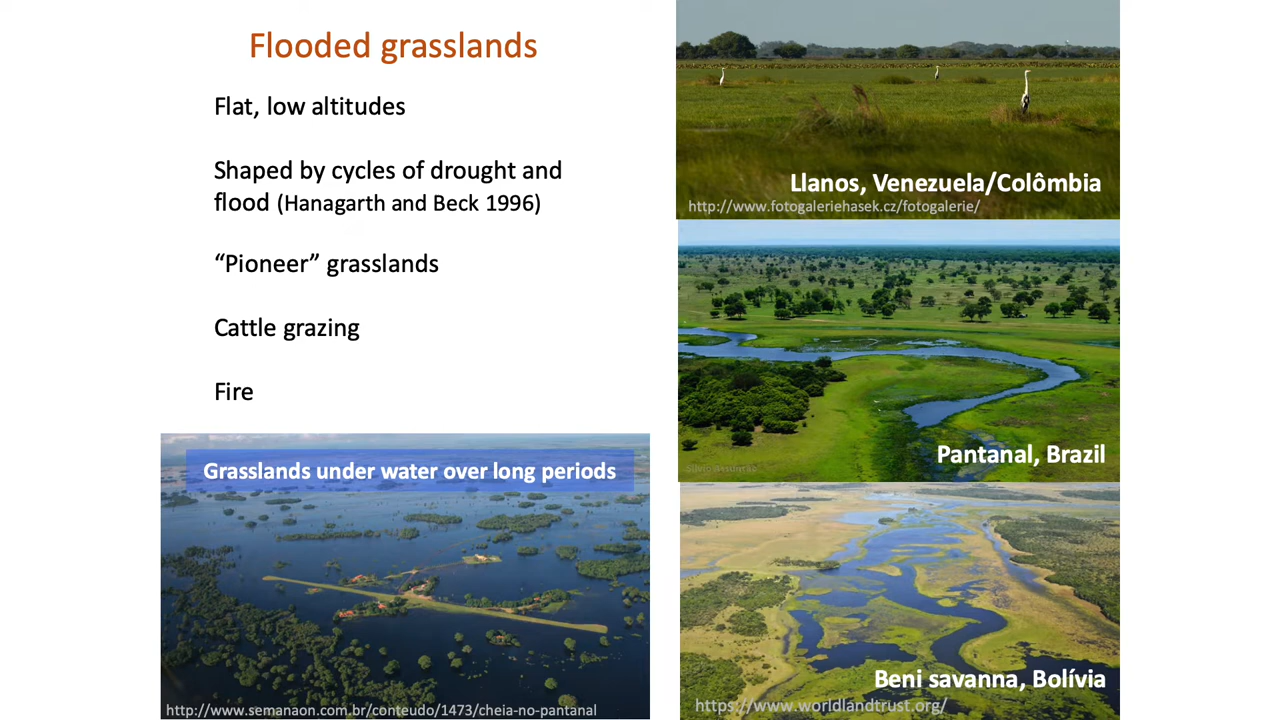 Flooded grasslands
Flat, low altitudes
Shaped by cycles of drought and
flood (Hanagarth and Beck 1996)
“Pioneer” grasslands
Cattle grazing
Fire
Grasslands under water over long periods
http://www.semanaon.com.br/conteudo/1473/cheia-no-pantanal
Llanos, Venezuela/Colômbia
http://www.fotogaleriehasek.cz/fotogalerie/
Pantanal, Brazil
Beni savanna, Bolívia
https://www.worldlandtrust.org/